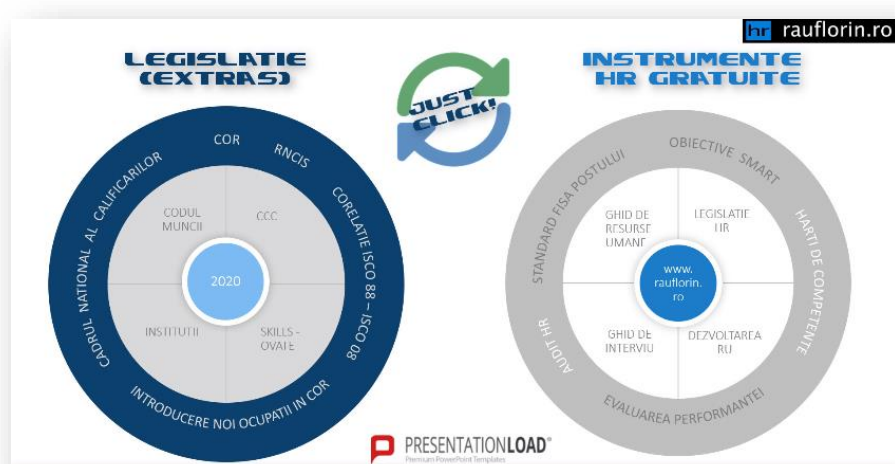 hr rauflorin.ro
LEGISLATIE
(EXTRAS)
JUST
CLICK!
INSTRUMENTE
HR GRATUITE
COR
RNCIS
CORELATIE ISCO 88 – ISCO 08
INTRODUCERE NOI OCUPATII IN COR
CADRUL NATIONAL AL CALIFICARILOR
CODUL
MUNCII
CCC
2020
INSTITUTII
SKILLS -
OVATE
OBIECTIVE SMART
HARTI DE COMPETENTE
EVALUAREA PERFORMANTEI
AUDIT HR
STANDARD FISA POSTULUI
GHID DE
RESURSE
UMANE
LEGISLATIE
HR
www.
rauflorin.
ro
GHID DE
INTERVIU
DEZVOLTAREA
RU
PRESENTATIONLOAD®
Premium PowerPoint Templates